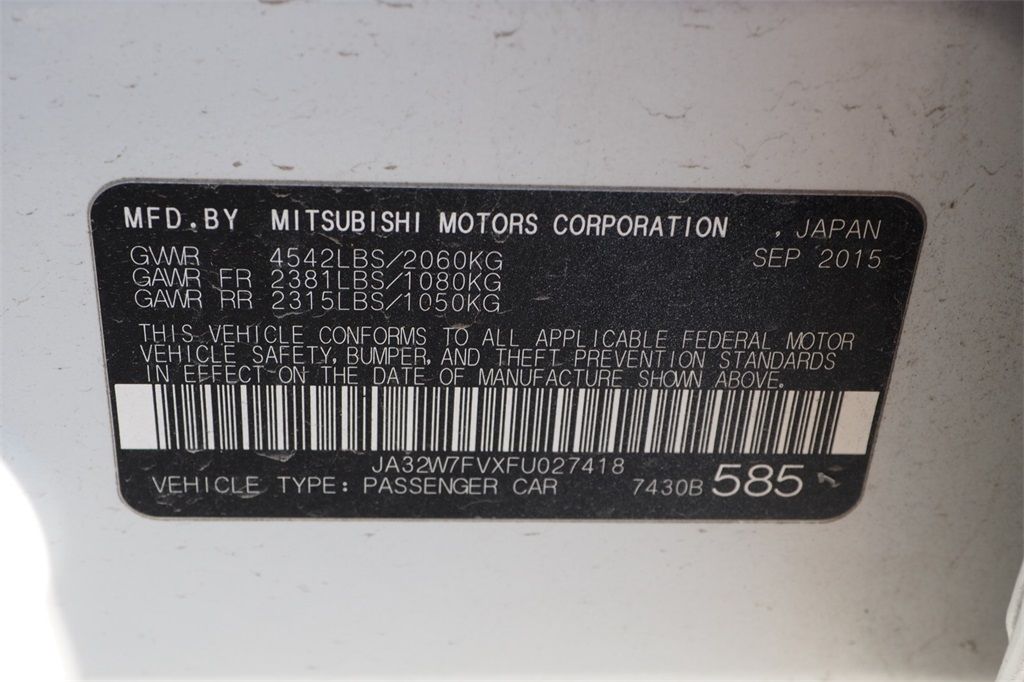 MFD.BY MITSUBISHI MOTORS CORPORATION , JAPAN
GVWR 4542LBS/2060KG SEP 2015
GAWR FR 2381LBS/1080KG
GAWR RR 2315LBS/1050KG
THIS VEHICLE CONFORMS TO ALL APPLICABLE FEDERAL MOTOR
VEHICLE SAFETY, BUMPER, AND THEFT PREVENTION STANDARDS
IN EFFECT ON THE DATE OF MANUFACTURE SHOWN ABOVE.
JA32W7FVXFU027418
VEHICLE TYPE: PASSENGER CAR 7430B 585